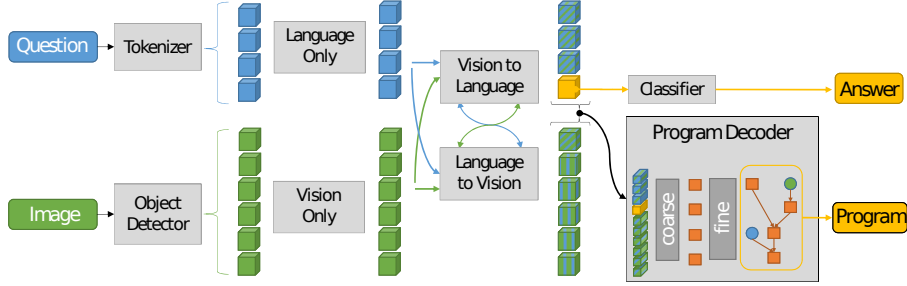 Question
Tokenizer
Language
Only
Vision to
Language
Classifier
Answer
Program Decoder
Image
Object
Detector
Vision
Only
Language
to Vision
coarse
fine
Program